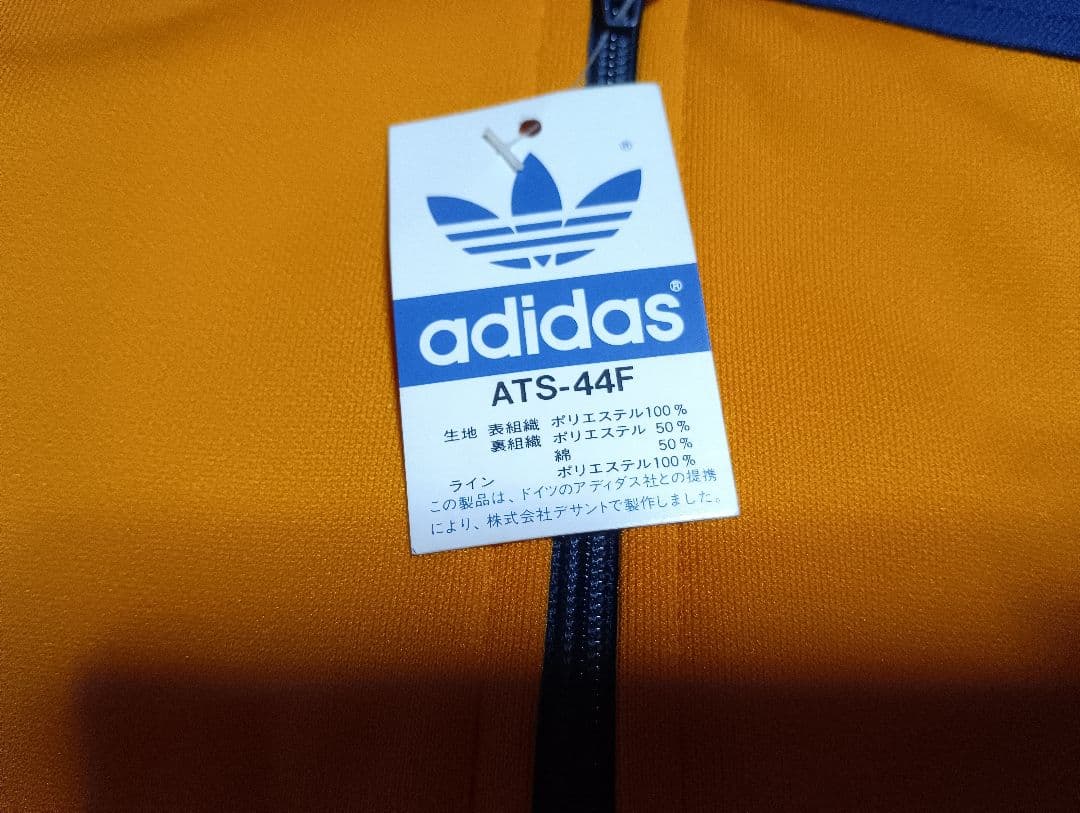 ®
adidas®
ATS-44F
生地 表組織 ポリエステル100%
裏組織 ポリエステル 50%
綿 50%
ライン ポリエステル100%
この製品は、ドイツのアディダス社との提携
により、株式会社デサントで製作しました。